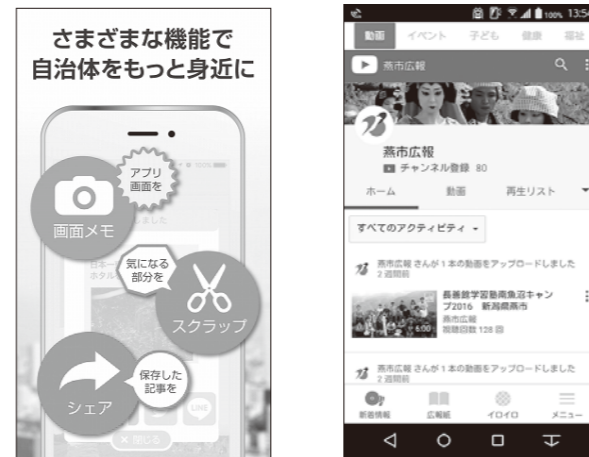 さまざまな機能で
自治体をもっと身近に
アプリ
画面を
画面メモ
気になる
部分を
スクラップ
保存した
記事を
シェア
LINE
× 閉じる
100% 13:54
動画 イベント 子ども 健康 福祉
燕市広報
燕市広報
チャンネル登録 80
ホーム 動画 再生リスト
すべてのアクティビティ
燕市広報 さんが1本の動画をアップロードしました
2週間前
長善館学習塾南魚沼キャン
プ2016 新潟県燕市
燕市広報
視聴回数 128 回
6:00
燕市広報 さんが1本の動画をアップロードしました
2週間前
新着情報 広報紙 イロイロ メニュー